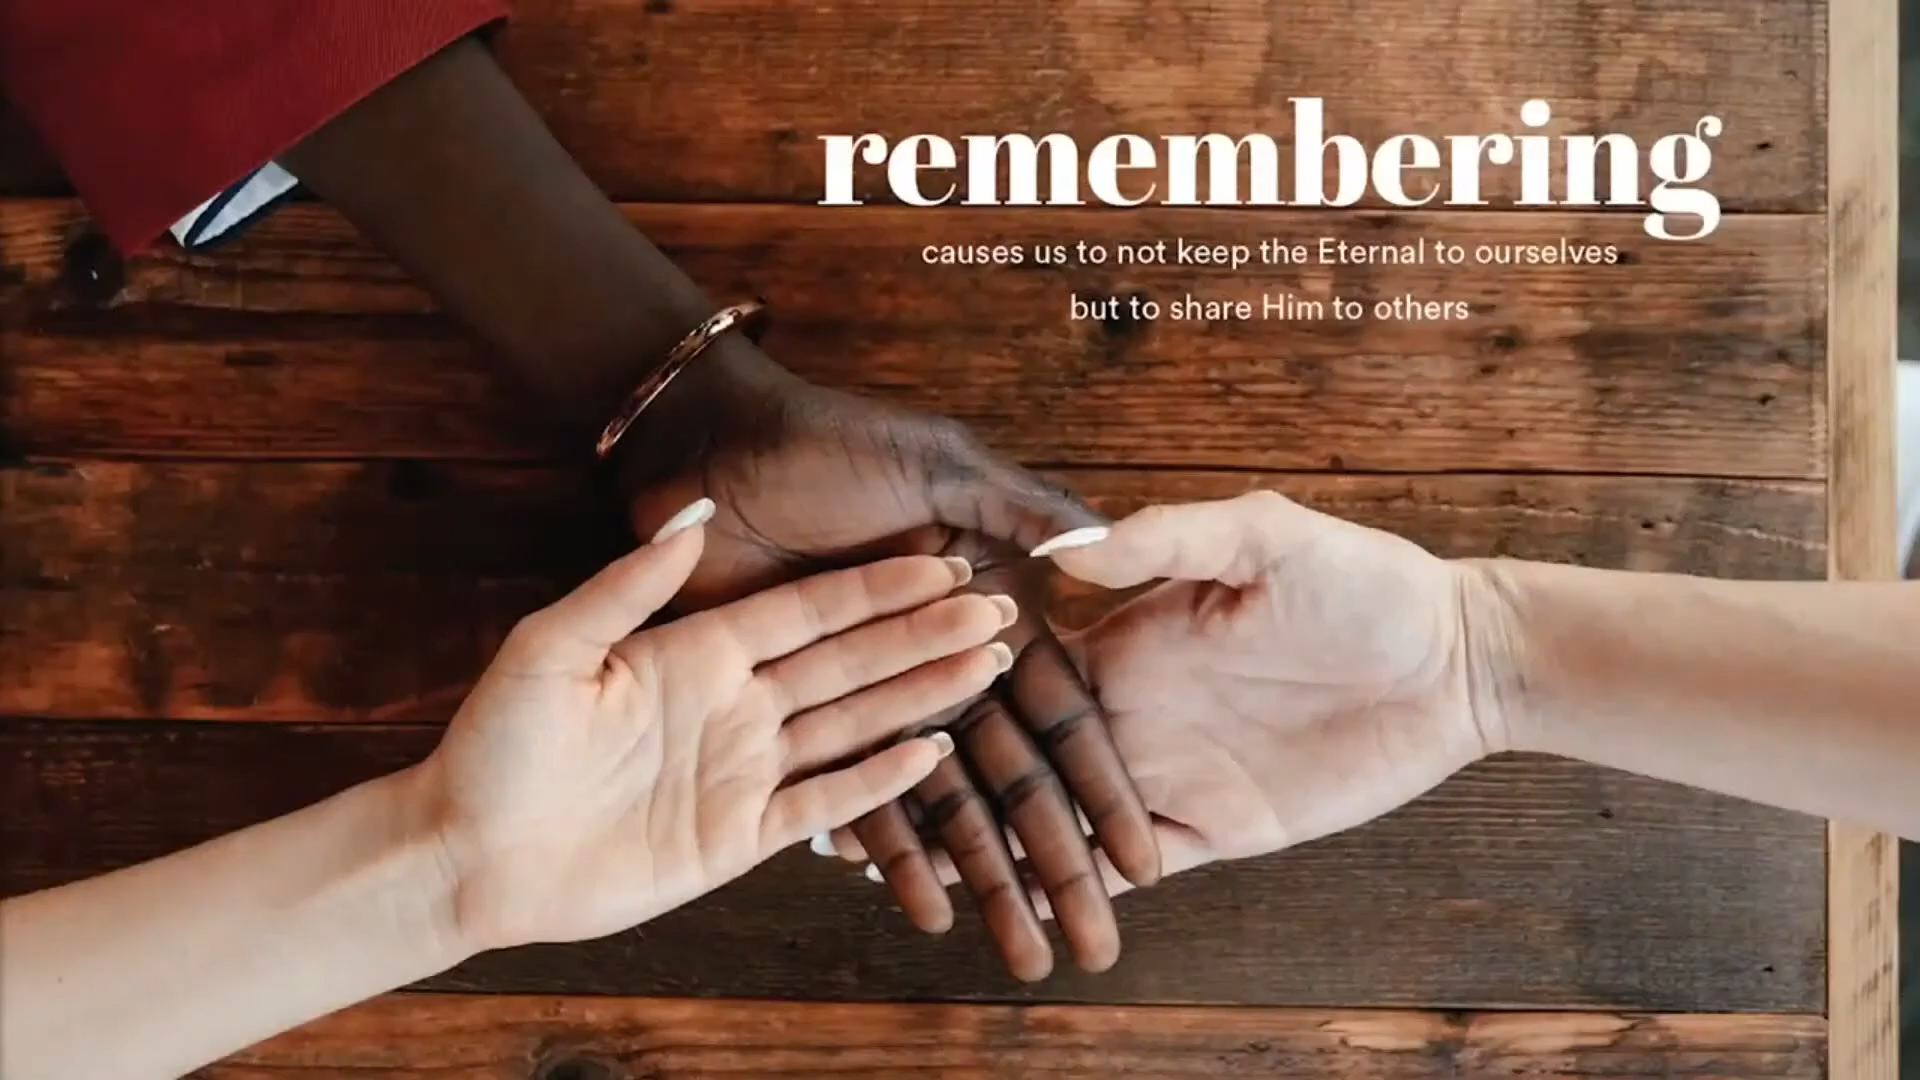 remembering
causes us to not keep the Eternal to ourselves
but to share Him to others